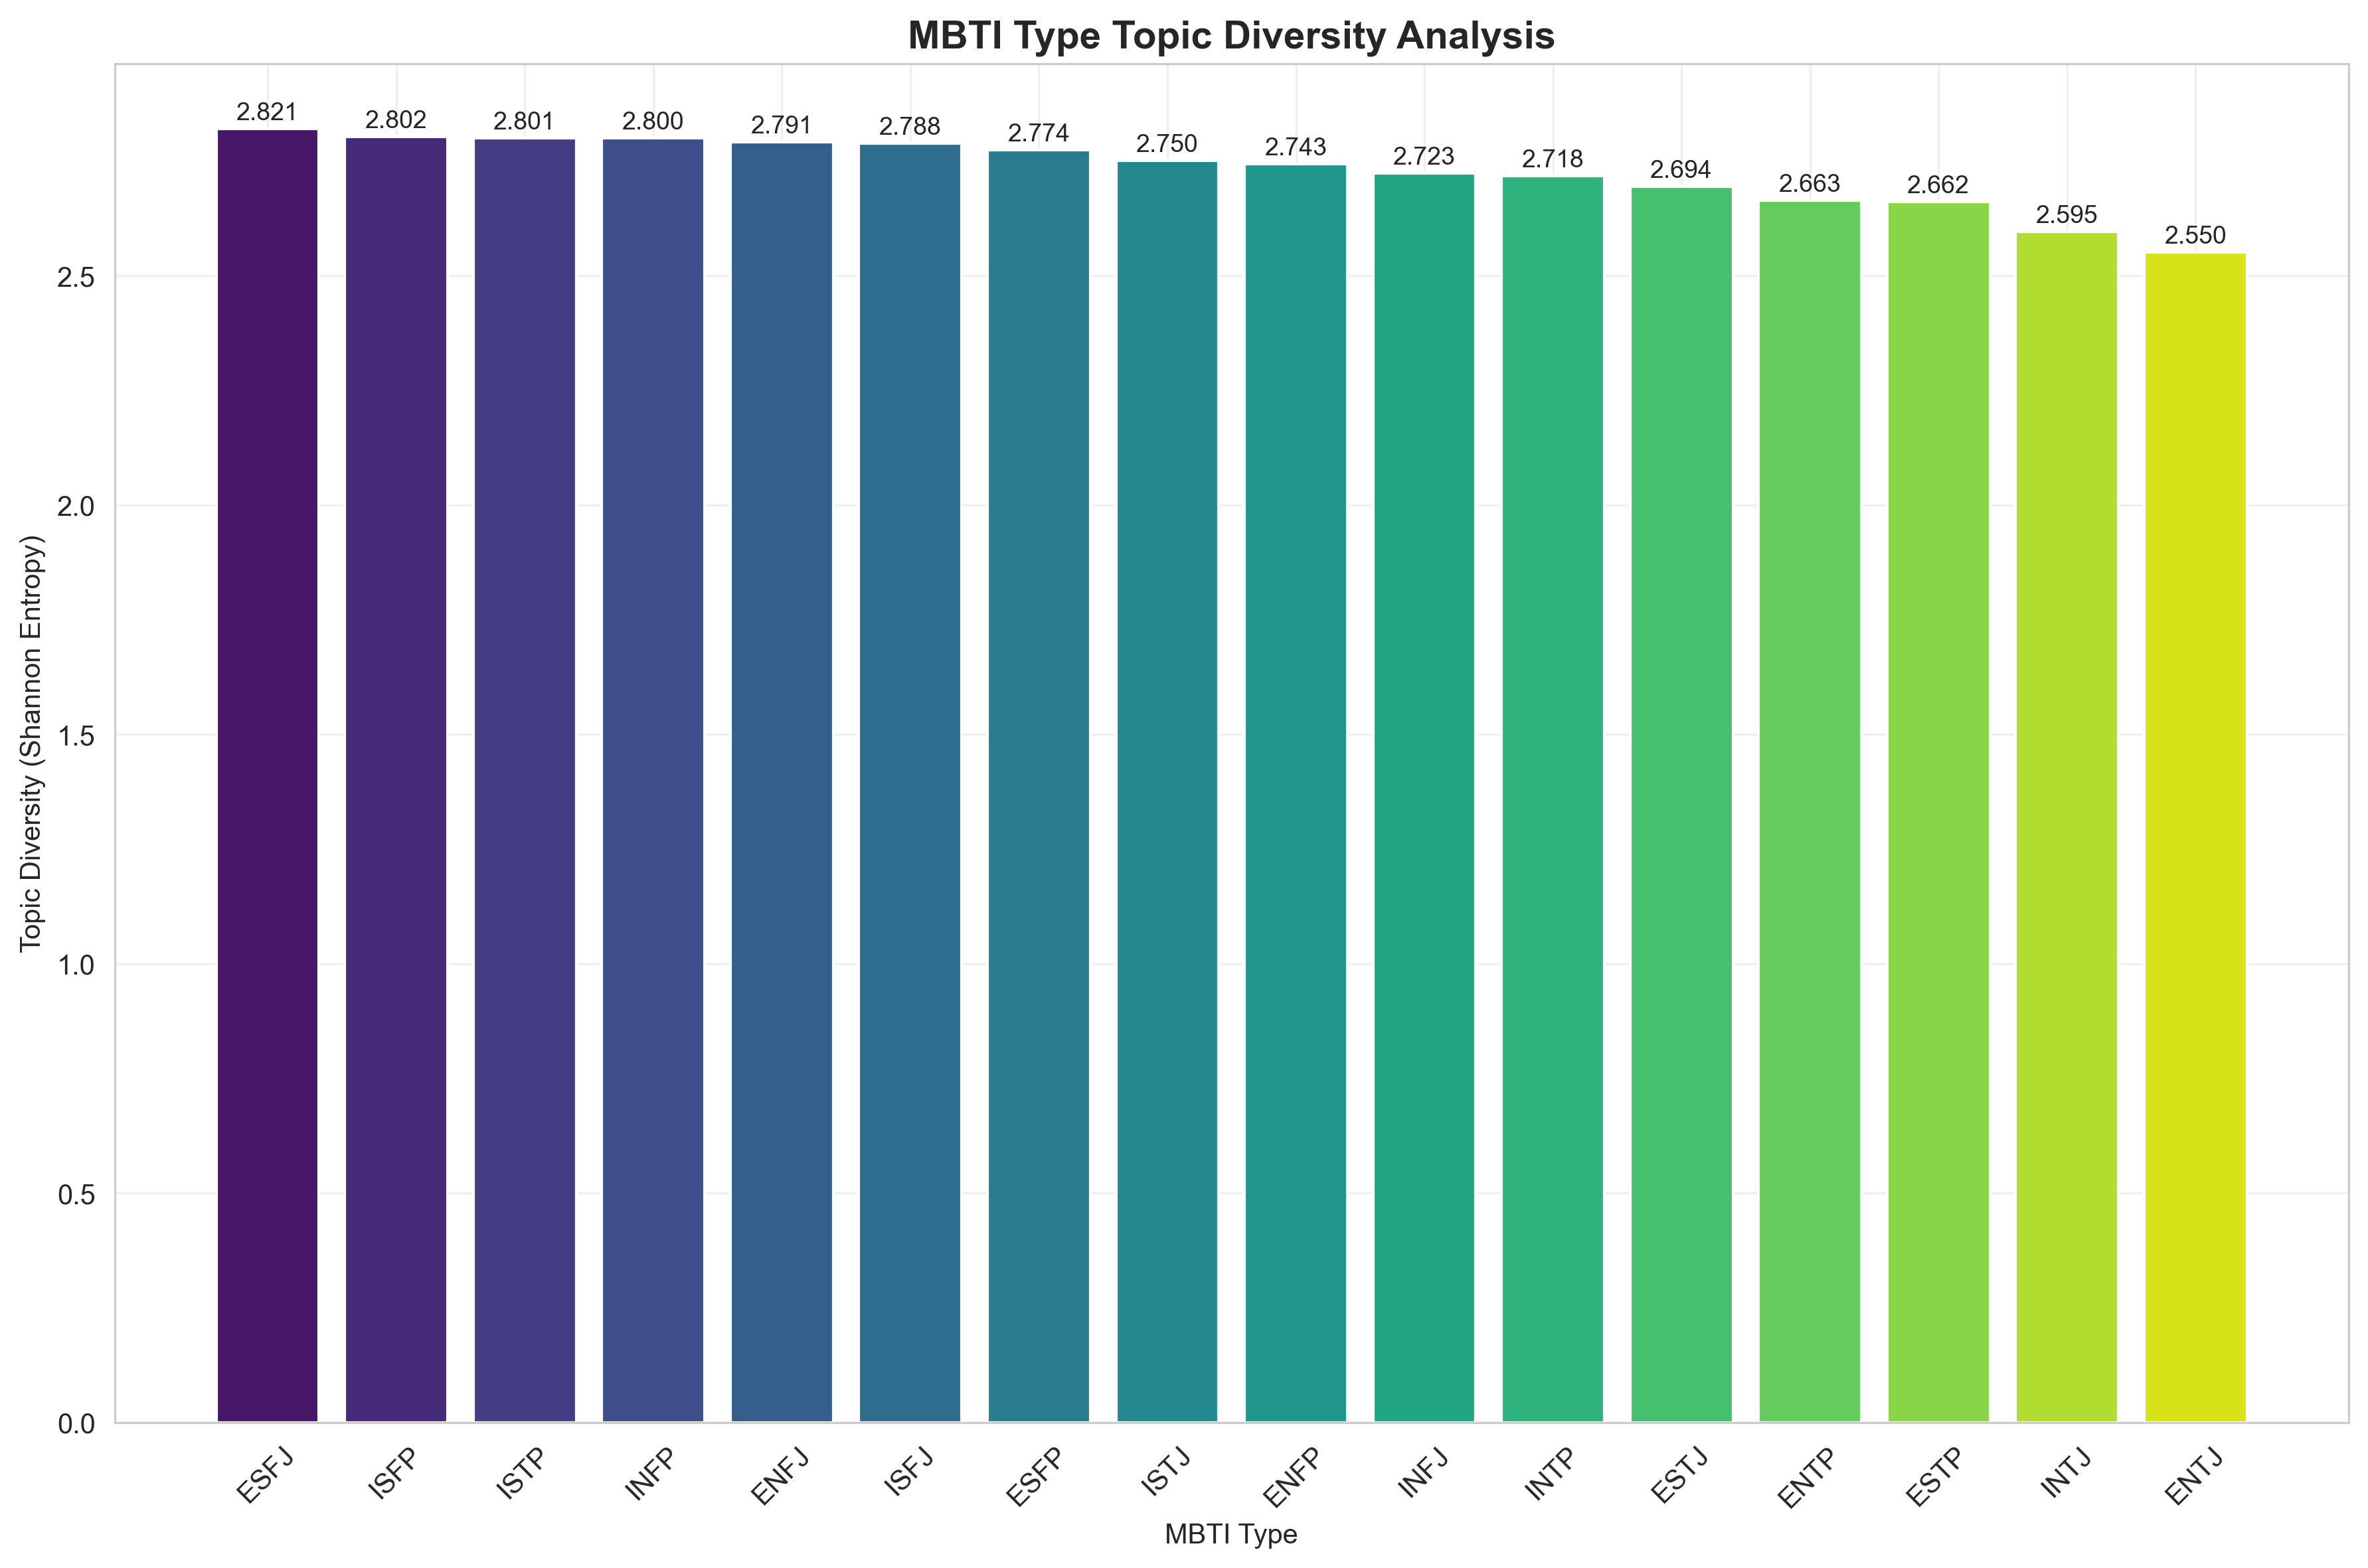 MBTI Type Topic Diversity Analysis
2.821
2.802
2.801
2.800
2.791
2.788
2.774
2.750
2.743
2.723
2.718
2.694
2.663
2.662
2.595
2.550
Topic Diversity (Shannon Entropy)
2.5
2.0
1.5
1.0
0.5
0.0
ESFJ
ISFP
ISTP
INFP
ENFJ
ISFJ
ESFP
ISTJ
ENFP
INFJ
INTP
ESTJ
ENTP
ESTP
INTJ
ENTJ
MBTI Type